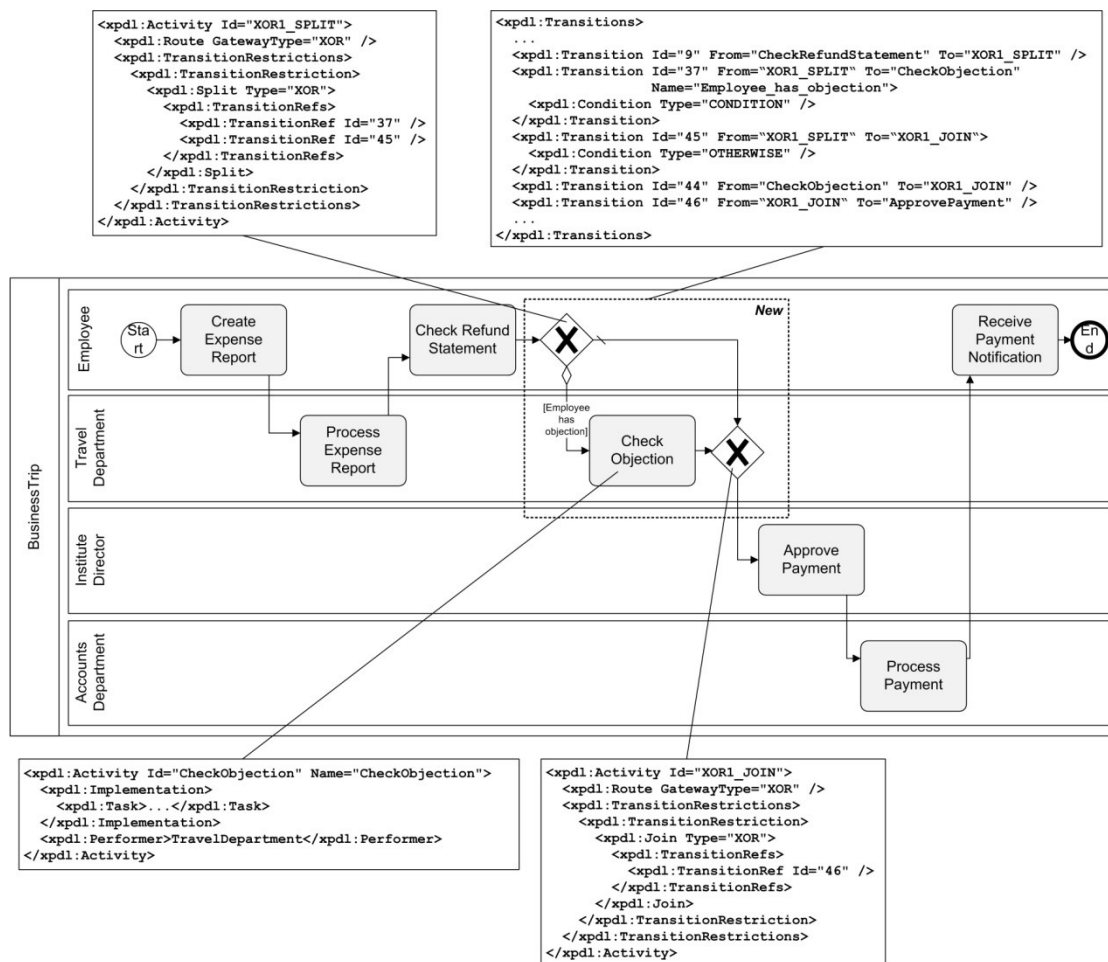 <xpdl:Activity Id="XOR1_SPLIT">
<xpdl:Route GatewayType="XOR" />
<xpdl:TransitionRestrictions>
<xpdl:TransitionRestriction>
<xpdl:Split Type="XOR">
<xpdl:TransitionRefs>
<xpdl:TransitionRef Id="37" />
<xpdl:TransitionRef Id="45" />
</xpdl:TransitionRefs>
</xpdl:Split>
</xpdl:TransitionRestriction>
</xpdl:TransitionRestrictions>
</xpdl:Activity>
<xpdl:Transitions>
...
<xpdl:Transition Id="9" From="CheckRefundStatement" To="XOR1_SPLIT" />
<xpdl:Transition Id="37" From=“XOR1_SPLIT“ To="CheckObjection"
Name="Employee_has_objection">
<xpdl:Condition Type="CONDITION" />
</xpdl:Transition>
<xpdl:Transition Id="45" From=“XOR1_SPLIT“ To=“XOR1_JOIN“>
<xpdl:Condition Type="OTHERWISE" />
</xpdl:Transition>
<xpdl:Transition Id="44" From="CheckObjection" To="XOR1_JOIN" />
<xpdl:Transition Id="46" From=“XOR1_JOIN“ To="ApprovePayment" />
...
</xpdl:Transitions>
BusinessTrip
Employee
Sta
rt
Create
Expense
Report
Check Refund
Statement
New
Receive
Payment
Notification
En
d
Travel
Department
Process
Expense
Report
[Employee
has
objection]
Check
Objection
Institute
Director
Approve
Payment
Accounts
Department
Process
Payment
<xpdl:Activity Id="CheckObjection" Name="CheckObjection">
<xpdl:Implementation>
<xpdl:Task>...</xpdl:Task>
</xpdl:Implementation>
<xpdl:Performer>TravelDepartment</xpdl:Performer>
</xpdl:Activity>
<xpdl:Activity Id="XOR1_JOIN">
<xpdl:Route GatewayType="XOR" />
<xpdl:TransitionRestrictions>
<xpdl:TransitionRestriction>
<xpdl:Join Type="XOR">
<xpdl:TransitionRefs>
<xpdl:TransitionRef Id="46" />
</xpdl:TransitionRefs>
</xpdl:Join>
</xpdl:TransitionRestriction>
</xpdl:TransitionRestrictions>
</xpdl:Activity>